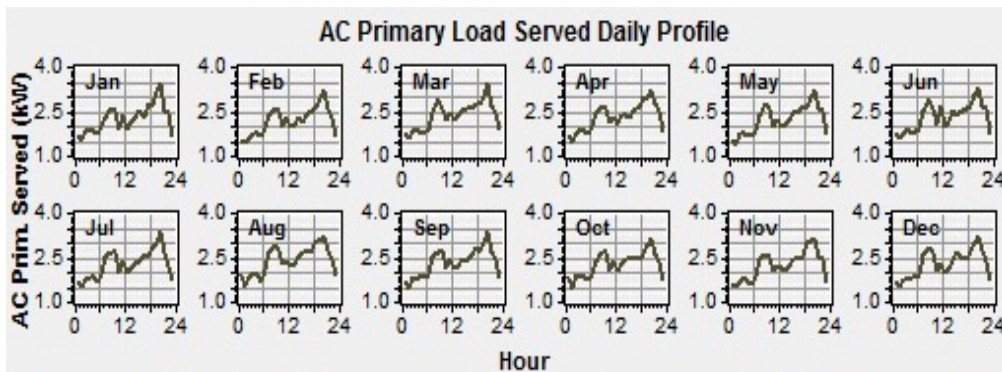 AC Primary Load Served Daily Profile
AC Prim. Served (kW)
4.0 Jan 4.0 Feb 4.0 Mar 4.0 Apr 4.0 May 4.0 Jun
2.5 2.5 2.5 2.5 2.5 2.5
1.0 1.0 1.0 1.0 1.0 1.0
0 12 24 0 12 24 0 12 24 0 12 24 0 12 24 0 12 24
4.0 Jul 4.0 Aug 4.0 Sep 4.0 Oct 4.0 Nov 4.0 Dec
2.5 2.5 2.5 2.5 2.5 2.5
1.0 1.0 1.0 1.0 1.0 1.0
0 12 24 0 12 24 0 12 24 0 12 24 0 12 24 0 12 24
Hour